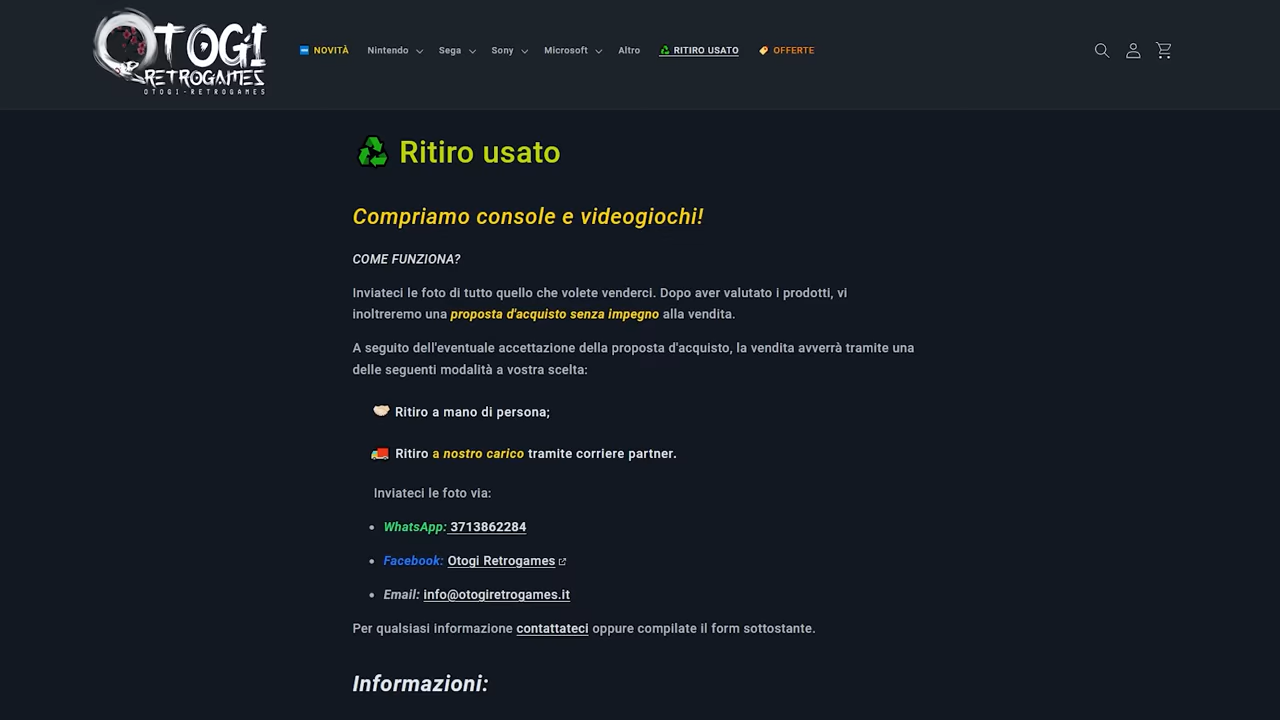 OTOGI
RETROGAMES
OTOGI-RETROGAMES
NOVITÀ
Nintendo
Sega
Sony
Microsoft
Altro
RITIRO USATO
OFFERTE
Ritiro usato
Compriamo console e videogiochi!
COME FUNZIONA?
Inviateci le foto di tutto quello che volete venderci. Dopo aver valutato i prodotti, vi
inoltreremo una proposta d'acquisto senza impegno alla vendita.
A seguito dell'eventuale accettazione della proposta d'acquisto, la vendita avverrà tramite una
delle seguenti modalità a vostra scelta:
Ritiro a mano di persona;
Ritiro a nostro carico tramite corriere partner.
Inviateci le foto via:
• WhatsApp: 3713862284
• Facebook: Otogi Retrogames
• Email: info@otogiretrogames.it
Per qualsiasi informazione contattateci oppure compilate il form sottostante.
Informazioni: